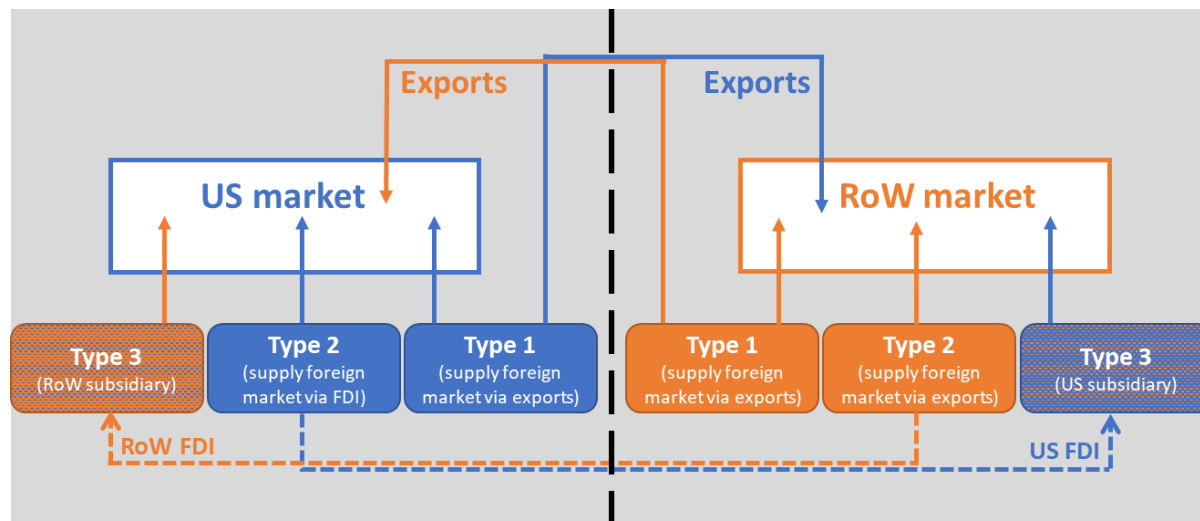 Exports
Exports
US market
RoW market
Type 3
(RoW subsidiary)
Type 2
(supply foreign
market via FDI)
Type 1
(supply foreign
market via exports)
Type 1
(supply foreign
market via exports)
Type 2
(supply foreign
market via exports)
Type 3
(US subsidiary)
RoW FDI
US FDI